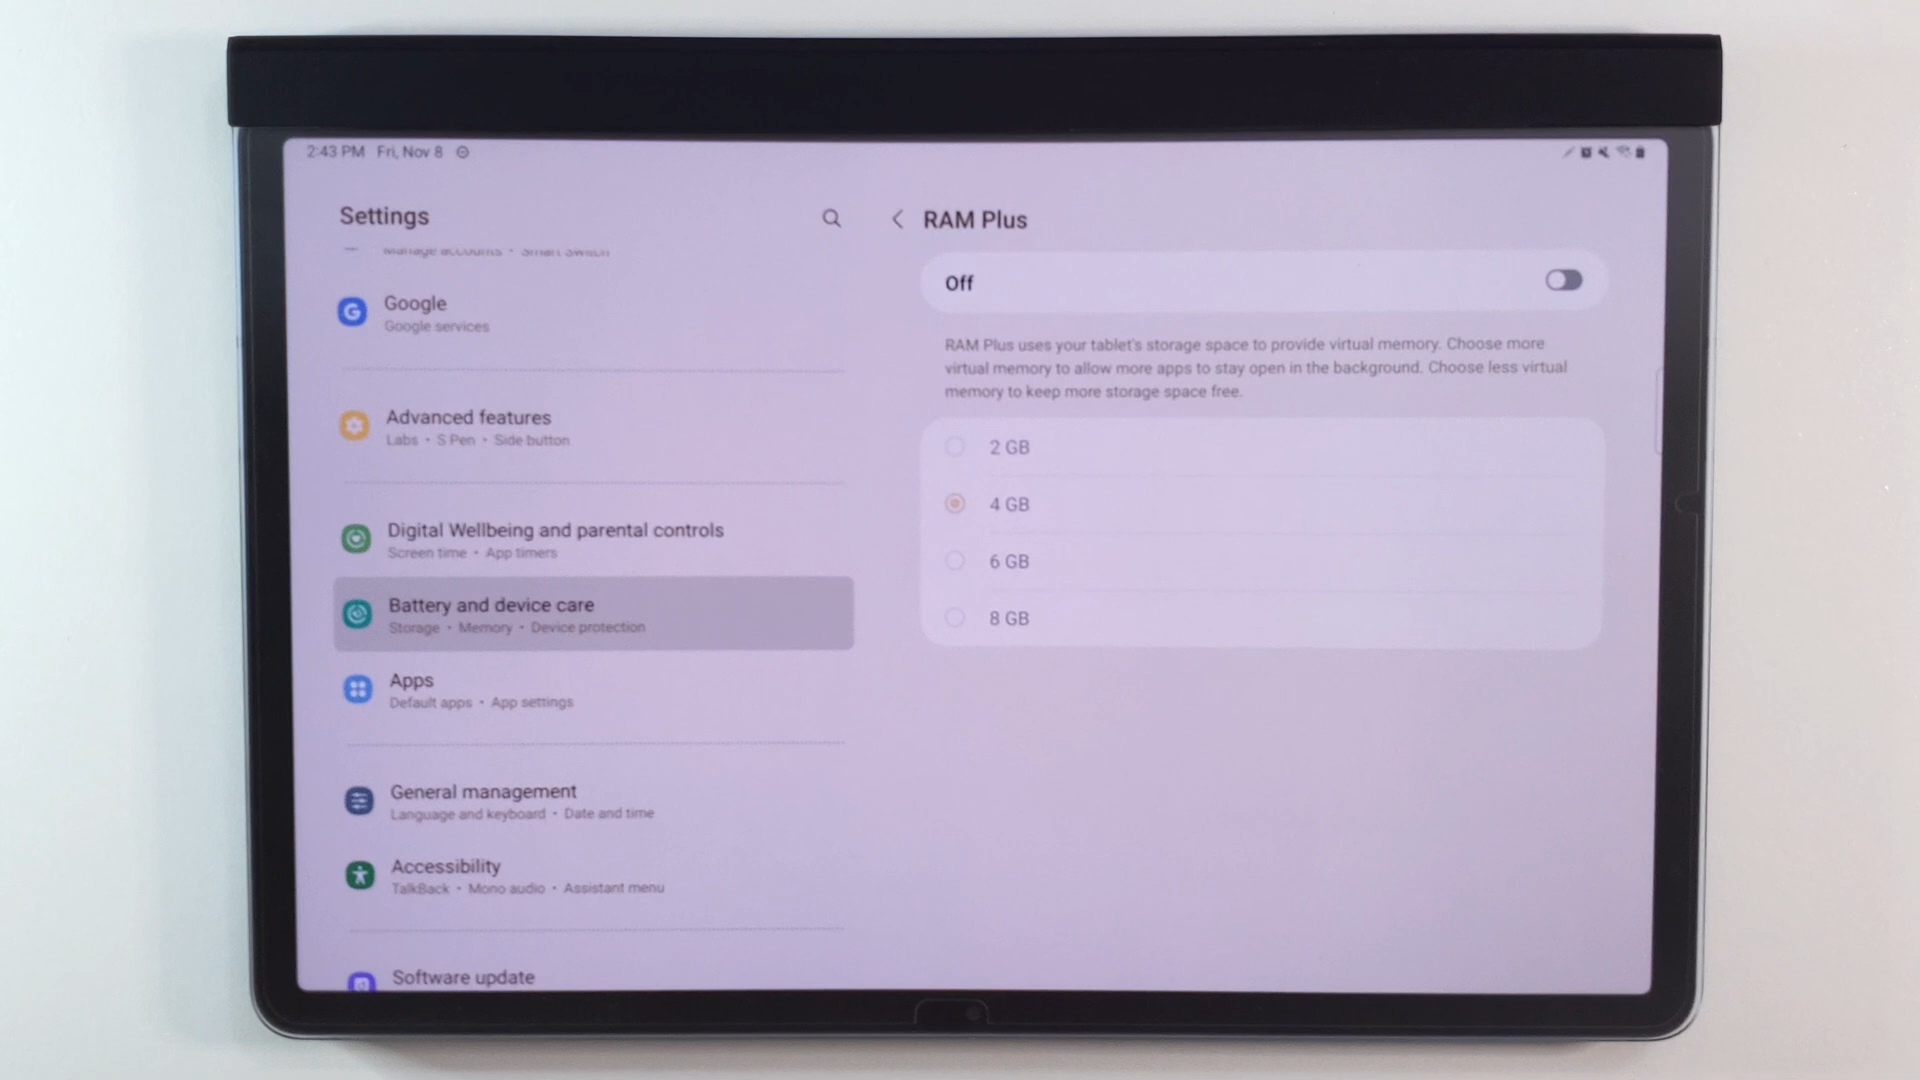 2:43 PM Fri, Nov 8
Settings
Manage accounts • Smart Switch
Google
Google services
Advanced features
Labs • S Pen • Side button
Digital Wellbeing and parental controls
Screen time • App timers
Battery and device care
Storage • Memory • Device protection
Apps
Default apps • App settings
General management
Language and keyboard • Date and time
Accessibility
TalkBack • Mono audio • Assistant menu
Software update
RAM Plus
Off
RAM Plus uses your tablet's storage space to provide virtual memory. Choose more
virtual memory to allow more apps to stay open in the background. Choose less virtual
memory to keep more storage space free.
2 GB
4 GB
6 GB
8 GB